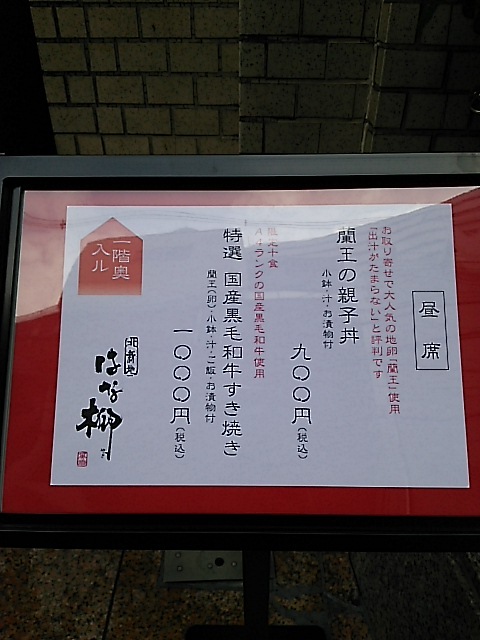 昼席
お取り寄せで大人気の地卵「蘭王」使用
「出汁がたまらない」と評判です
蘭王の親子丼
小鉢・汁・お漬物付
九〇〇円(税込)
限定十食
A4ランクの国産黒毛和牛使用
特選 国産黒毛和牛すき焼き
蘭王(卵)・小鉢・汁・ご飯・お漬物付
一〇〇〇円(税込)
一階奥
入ル
北新地
はな柳